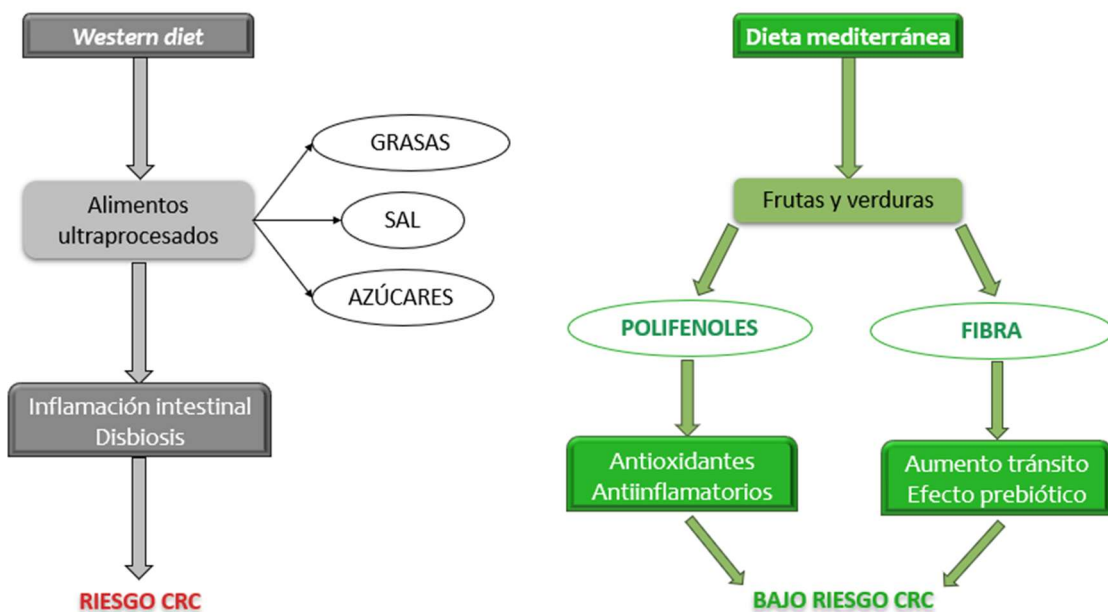 Western diet
Alimentos
ultraprocesados
GRASAS
SAL
AZÚCARES
Inflamación intestinal
Disbiosis
RIESGO CRC
Dieta mediterránea
Frutas y verduras
POLIFENOLES
FIBRA
Antioxidantes
Antiinflamatorios
Aumento tránsito
Efecto prebiótico
BAJO RIESGO CRC